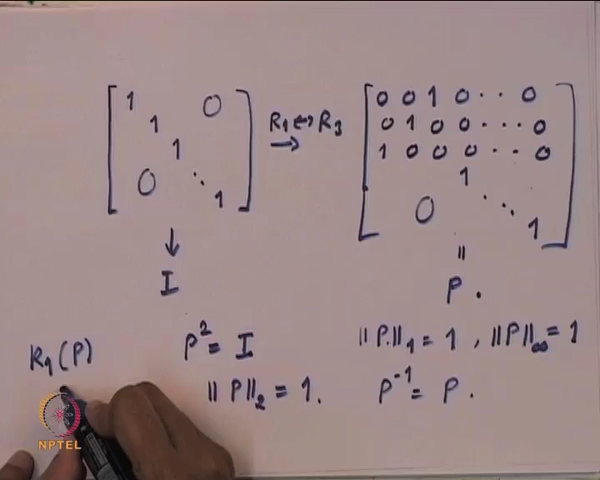 [1 0
1
1 R1 ↔ R3 →
0 ⋱
1]
[0 0 1 0 ·· 0
0 1 0 0 ··· 0
1 0 0 0 ··· 0
1
0 ⋱
1]
↓
I
=
P .
K1(P) P² = I ‖P‖1 = 1 , ‖P‖∞ = 1
‖P‖2 = 1. P⁻¹ = P .
NPTEL